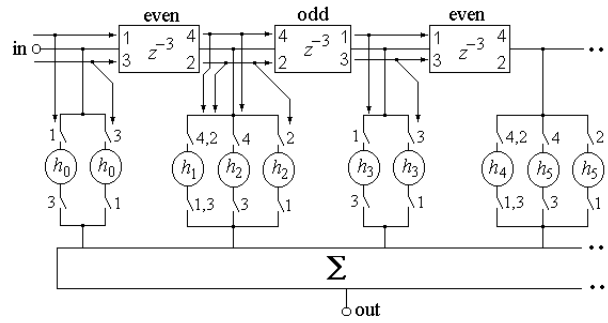 even odd even
in 1 3 z⁻³ 4 2 4 2 z⁻³ 1 3 1 3 z⁻³ 4 2
1 3 4,2 4 2 1 3 4,2 4 2
h₀ h₀ h₁ h₂ h₂ h₃ h₃ h₄ h₅ h₅
3 1 1,3 3 1 3 1 1,3 3 1
Σ
out